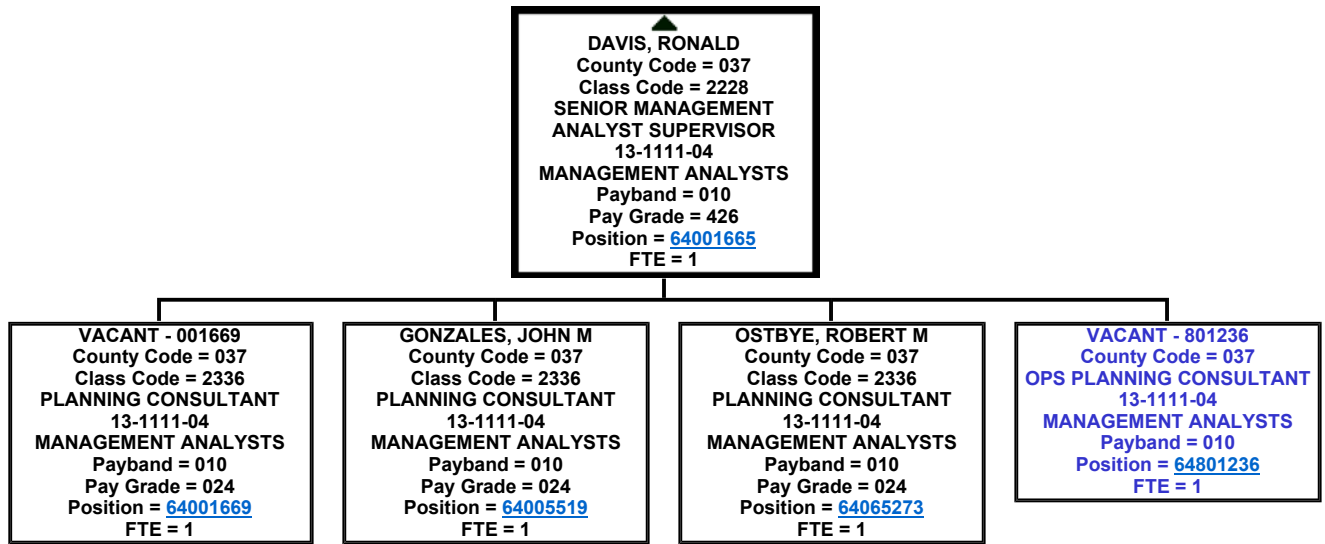 DAVIS, RONALD
County Code = 037
Class Code = 2228
SENIOR MANAGEMENT
ANALYST SUPERVISOR
13-1111-04
MANAGEMENT ANALYSTS
Payband = 010
Pay Grade = 426
Position = 64001665
FTE = 1
VACANT - 001669
County Code = 037
Class Code = 2336
PLANNING CONSULTANT
13-1111-04
MANAGEMENT ANALYSTS
Payband = 010
Pay Grade = 024
Position = 64001669
FTE = 1
GONZALES, JOHN M
County Code = 037
Class Code = 2336
PLANNING CONSULTANT
13-1111-04
MANAGEMENT ANALYSTS
Payband = 010
Pay Grade = 024
Position = 64005519
FTE = 1
OSTBYE, ROBERT M
County Code = 037
Class Code = 2336
PLANNING CONSULTANT
13-1111-04
MANAGEMENT ANALYSTS
Payband = 010
Pay Grade = 024
Position = 64065273
FTE = 1
VACANT - 801236
County Code = 037
OPS PLANNING CONSULTANT
13-1111-04
MANAGEMENT ANALYSTS
Payband = 010
Position = 64801236
FTE = 1